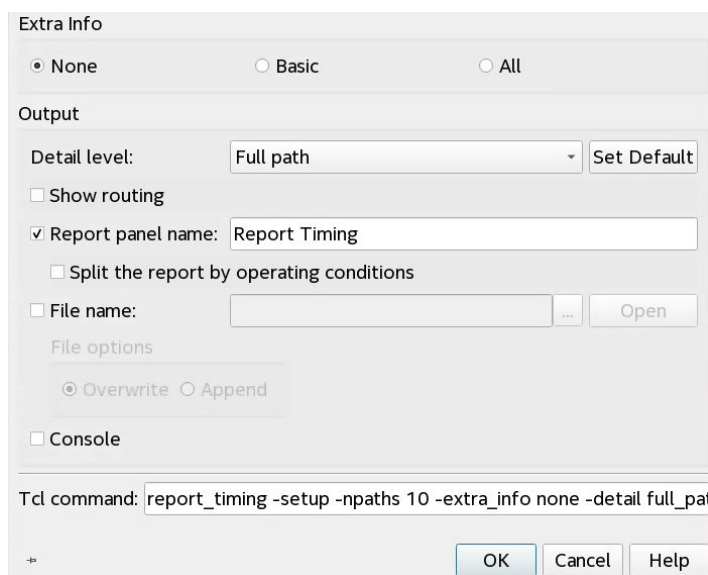 Extra Info
None Basic All
Output
Detail level: Full path Set Default
Show routing
Report panel name: Report Timing
Split the report by operating conditions
File name: ... Open
File options
Overwrite Append
Console
Tcl command: report_timing -setup -npaths 10 -extra_info none -detail full_pat
OK Cancel Help